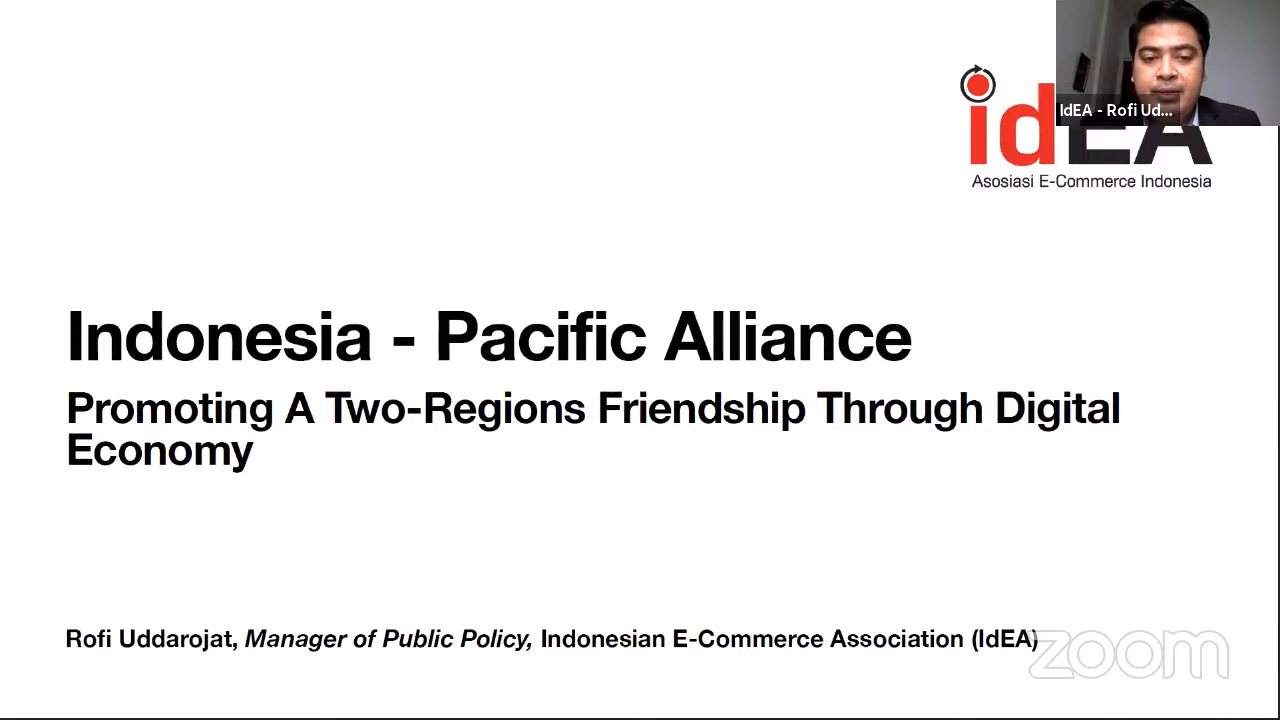 IdEA - Rofi Ud...
idEA
Asosiasi E-Commerce Indonesia
Indonesia - Pacific Alliance
Promoting A Two-Regions Friendship Through Digital
Economy
Rofi Uddarojat, Manager of Public Policy, Indonesian E-Commerce Association (IdEA)
zoom